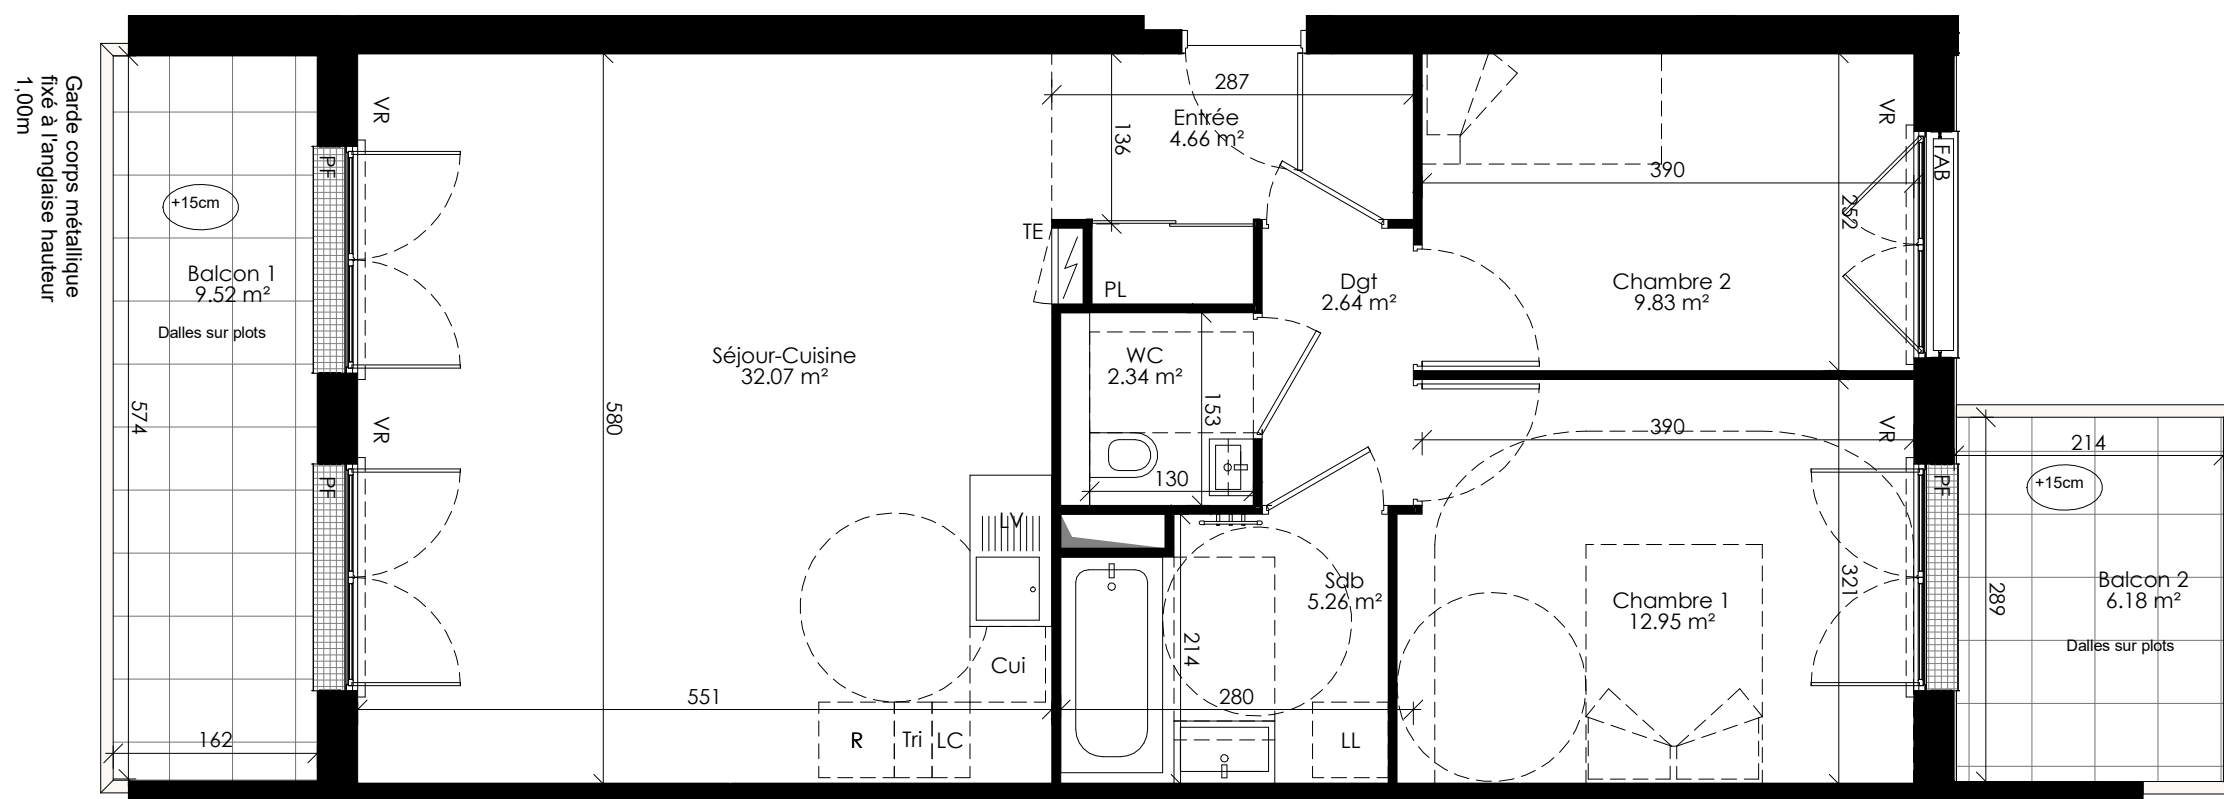 Garde corps métallique
fixé à l'anglaise hauteur
1,00m
+15cm
Balcon 1
9.52 m²
Dalles sur plots
574
162
VR
PF
VR
PF
580
Séjour-Cuisine
32.07 m²
551
LV
Cui
R
Tri
LC
287
Entrée
4.66 m²
136
TE
PL
WC
2.34 m²
153
130
Dgt
2.64 m²
Sdb
5.26 m²
214
280
LL
390
252
Chambre 2
9.83 m²
VR
FAB
390
VR
PF
Chambre 1
12.95 m²
321
214
+15cm
289
Balcon 2
6.18 m²
Dalles sur plots